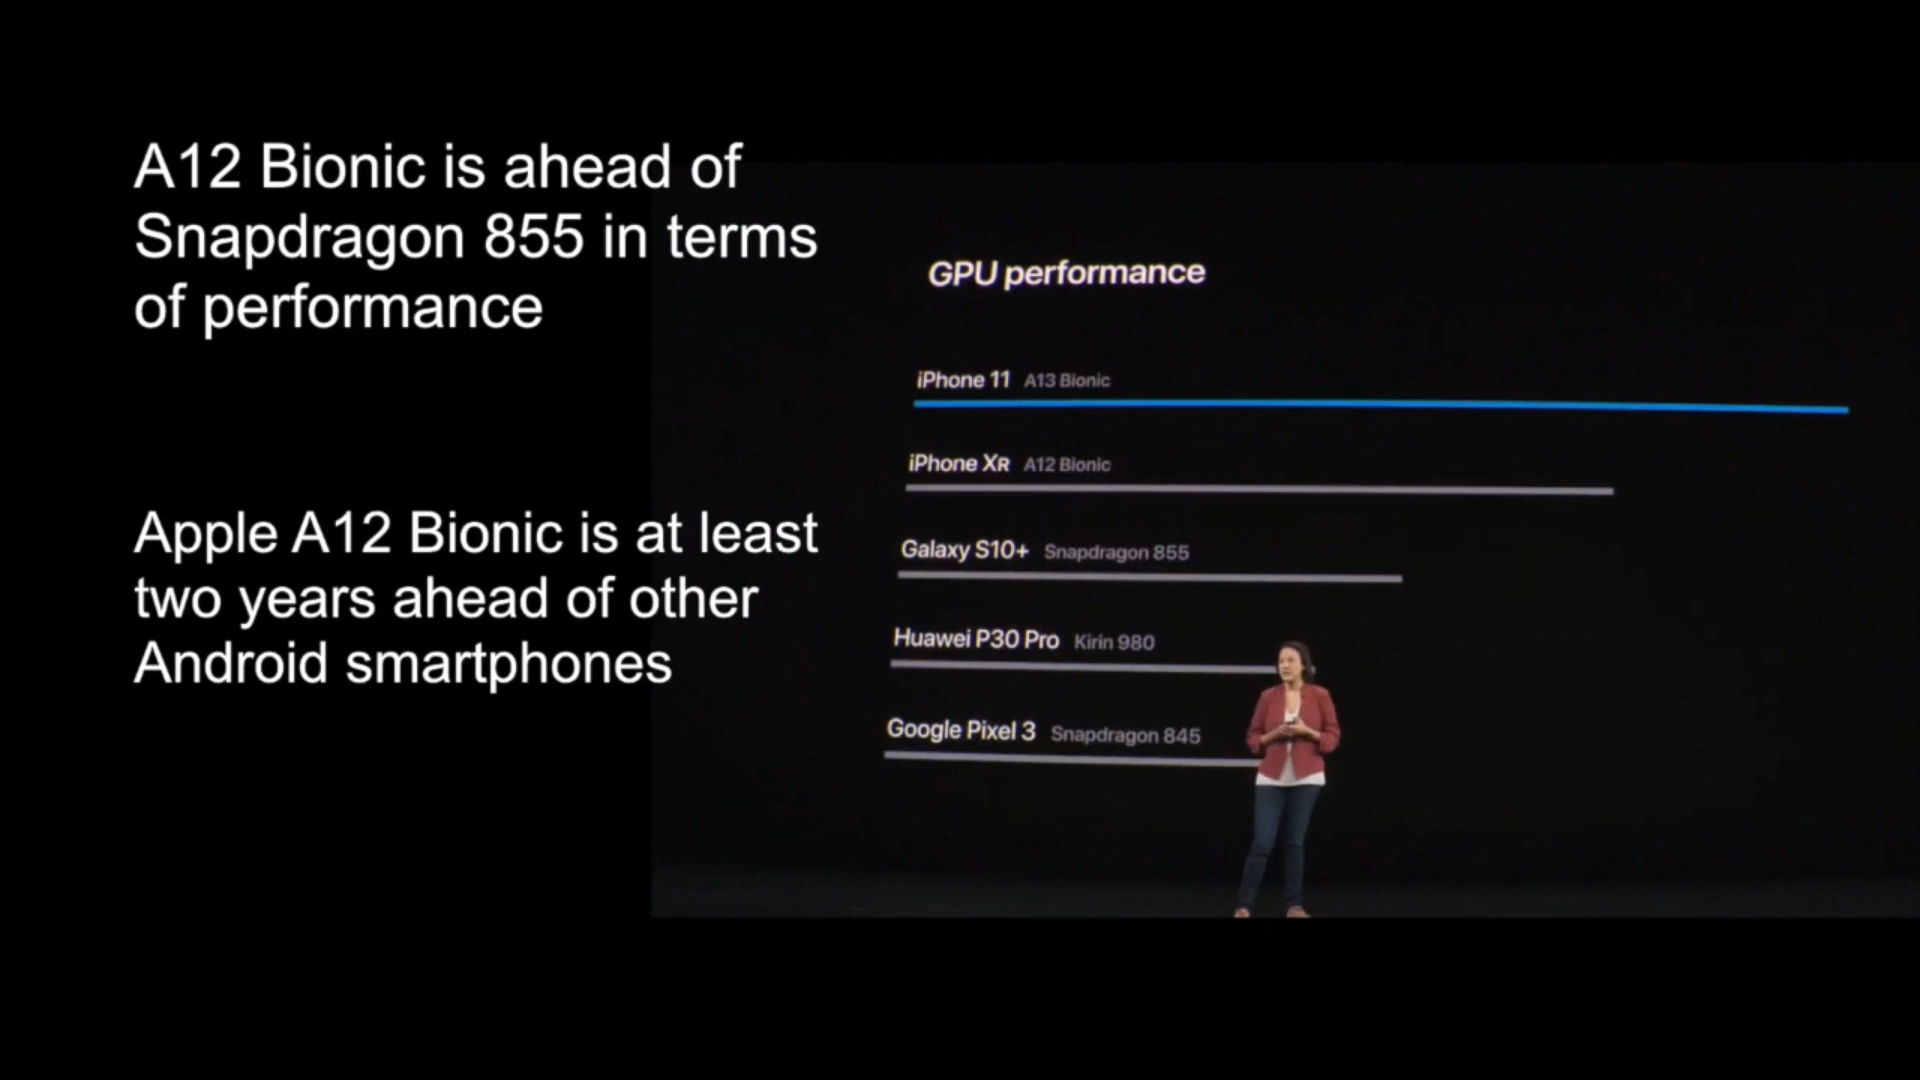 A12 Bionic is ahead of
Snapdragon 855 in terms
of performance
Apple A12 Bionic is at least
two years ahead of other
Android smartphones
GPU performance
iPhone 11 A13 Bionic
iPhone XR A12 Bionic
Galaxy S10+ Snapdragon 855
Huawei P30 Pro Kirin 980
Google Pixel 3 Snapdragon 845